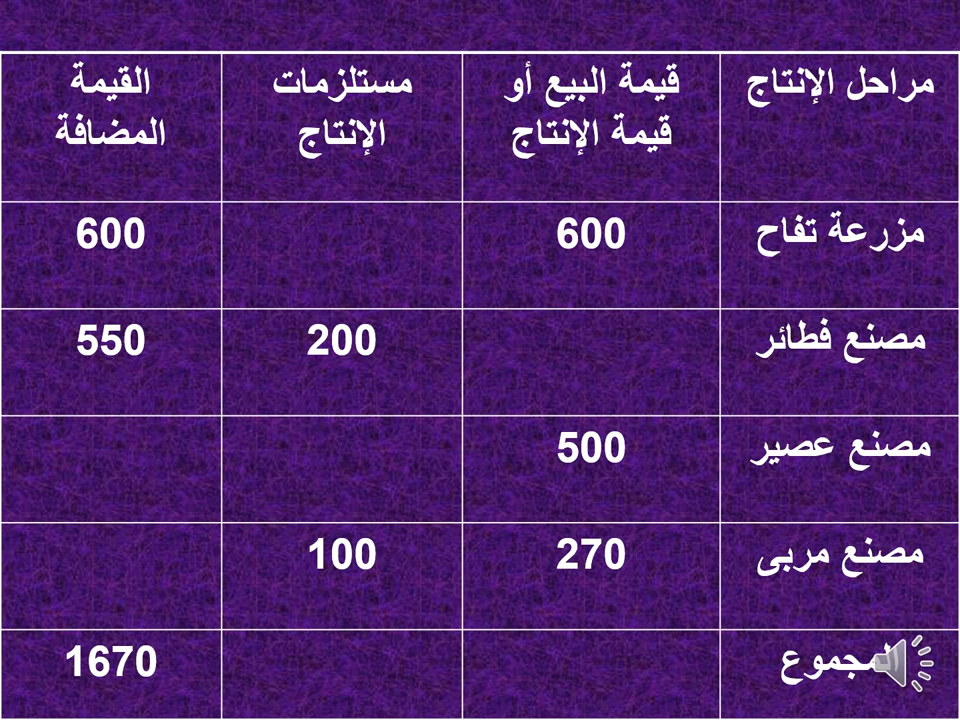 مراحل الإنتاج
قيمة البيع أو
قيمة الإنتاج
مستلزمات
الإنتاج
القيمة
المضافة
مزرعة تفاح 600 600
مصنع فطائر 200 550
مصنع عصير 500
مصنع مربى 270 100
المجموع 1670